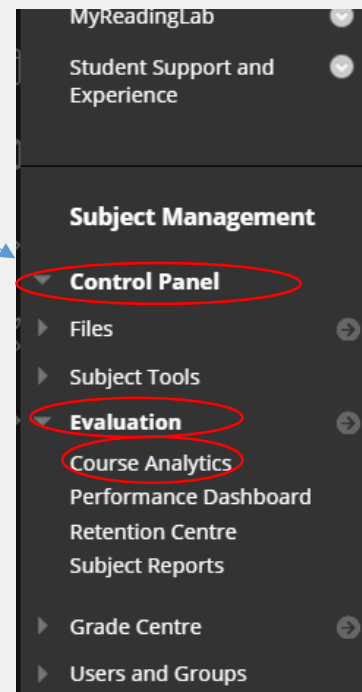 MyReadingLab
Student Support and
Experience
Subject Management
Control Panel
Files
Subject Tools
Evaluation
Course Analytics
Performance Dashboard
Retention Centre
Subject Reports
Grade Centre
Users and Groups